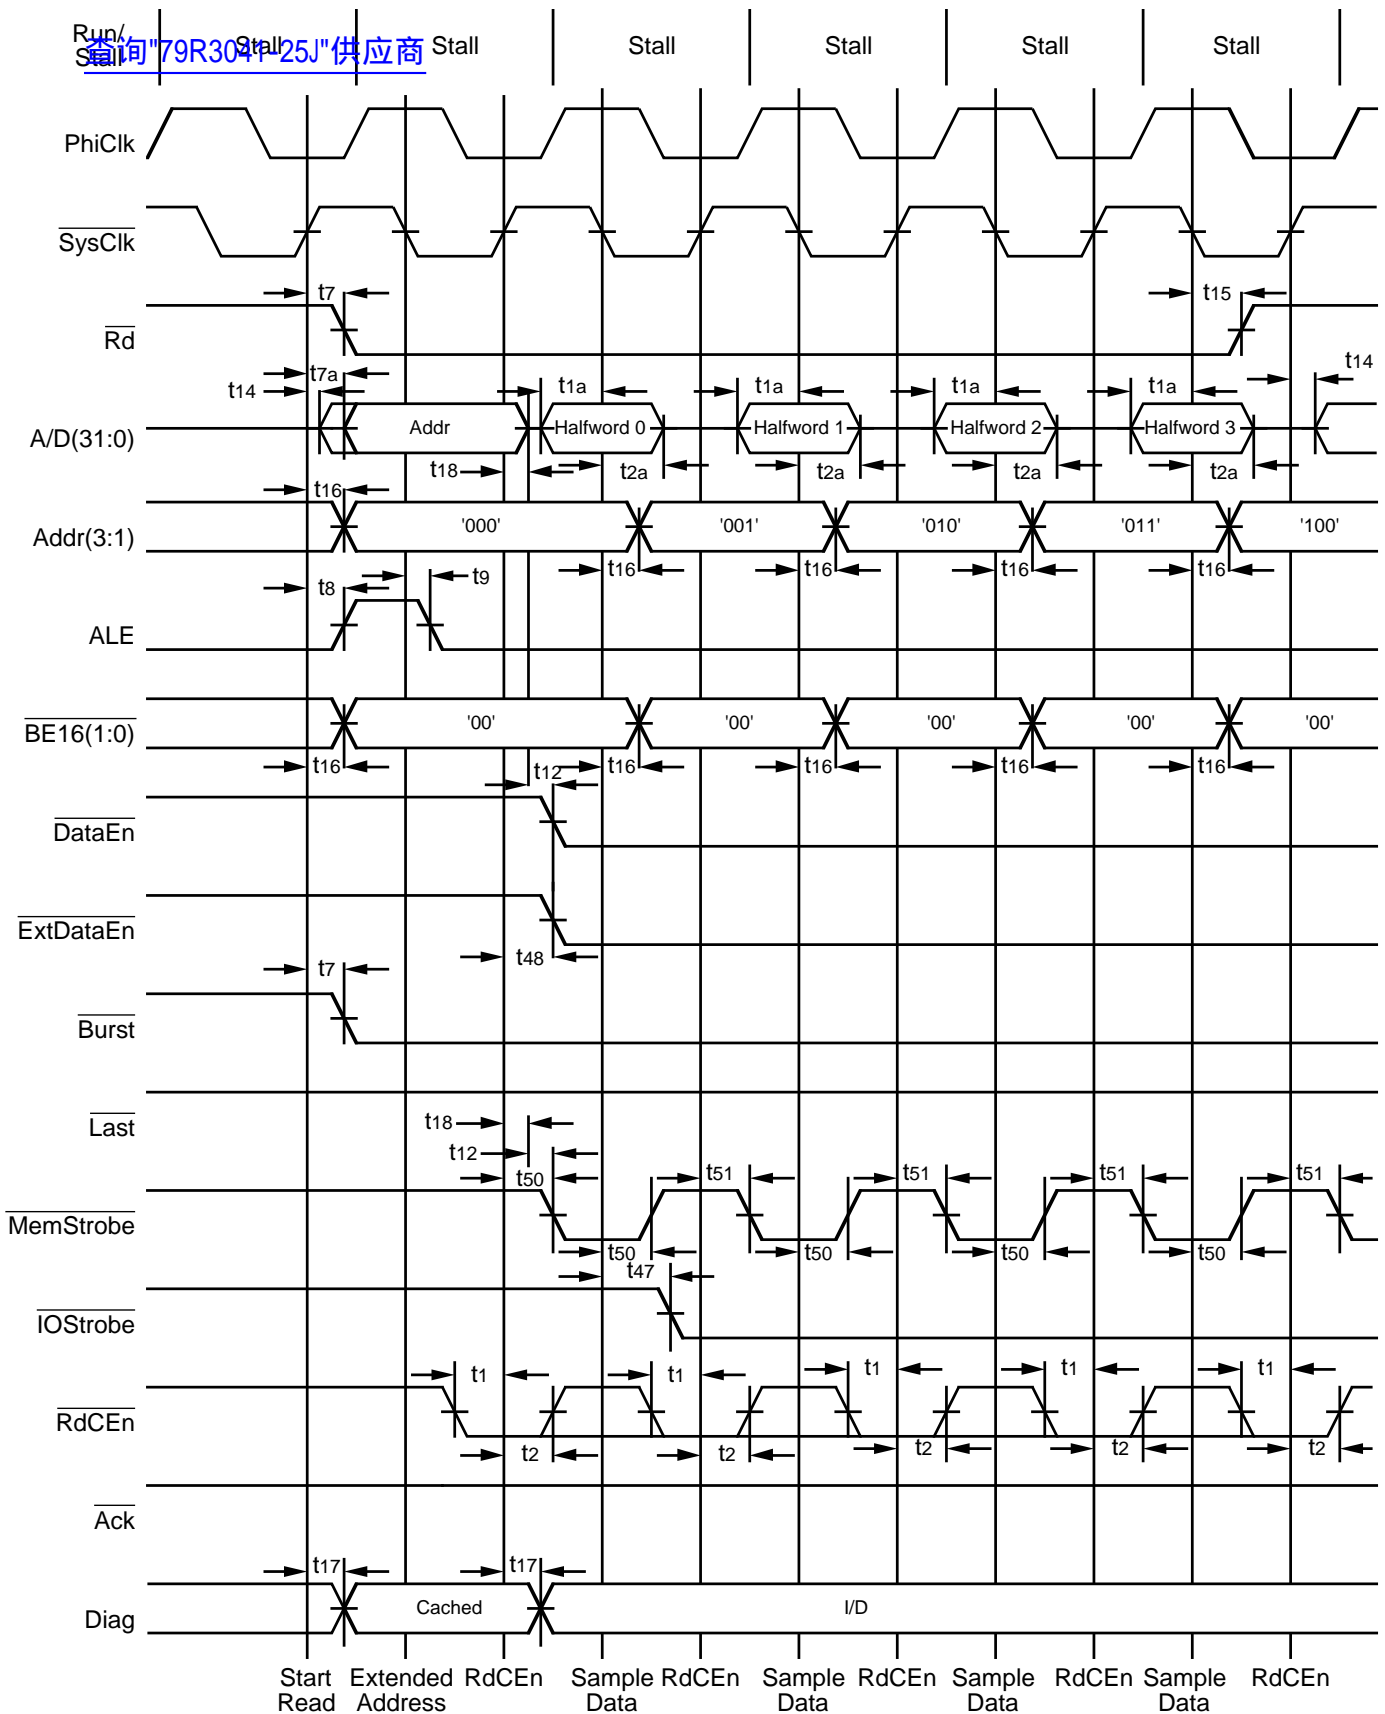 Run/
Stall
查询"79R3041-25J"供应商
Stall Stall Stall Stall Stall Stall
PhiClk
SysClk
t7 t15
Rd
t7a t14
t14 t1a t1a t1a t1a
A/D(31:0) Addr Halfword 0 Halfword 1 Halfword 2 Halfword 3
t18 t2a t2a t2a t2a
t16
Addr(3:1) '000' '001' '010' '011' '100'
t16 t16 t16 t16
t8 t9
ALE
BE16(1:0) '00' '00' '00' '00' '00'
t16 t12 t16 t16 t16 t16
DataEn
ExtDataEn
t48
t7
Burst
Last
t18
t12
t50 t51 t51 t51 t51
MemStrobe
t50 t50 t50 t50
t47
IOStrobe
t1 t1 t1 t1 t1
RdCEn
t2 t2 t2 t2 t2
Ack
t17 t17
Diag Cached I/D
Start Extended RdCEn Sample RdCEn Sample RdCEn Sample RdCEn Sample RdCEn
Read Address Data Data Data Data